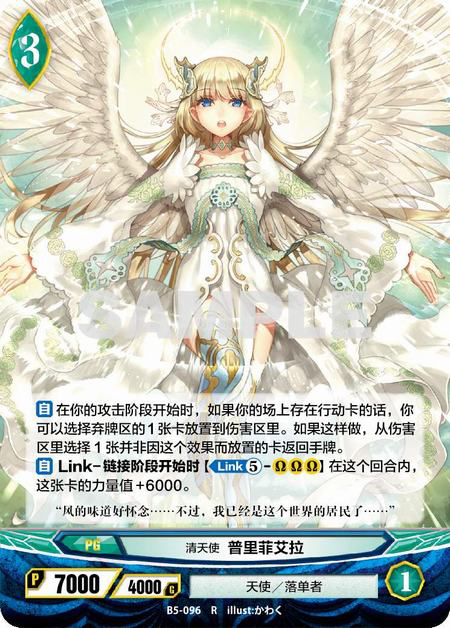 3
SAMPLE
自 在你的攻击阶段开始时，如果你的场上存在行动卡的话，你
可以选择弃牌区的1张卡放置到伤害区里。如果这样做，从伤害
区里选择1张并非因这个效果而放置的卡返回手牌。
自 Link-链接阶段开始时【Link⑤-ΩΩΩ】在这个回合内，
这张卡的力量值+6000。
“风的味道好怀念……不过，我已经是这个世界的居民了……”
PG 清天使 普里菲艾拉
P 7000 4000 G 天使／落单者 1
B5-096 R illust:かわく